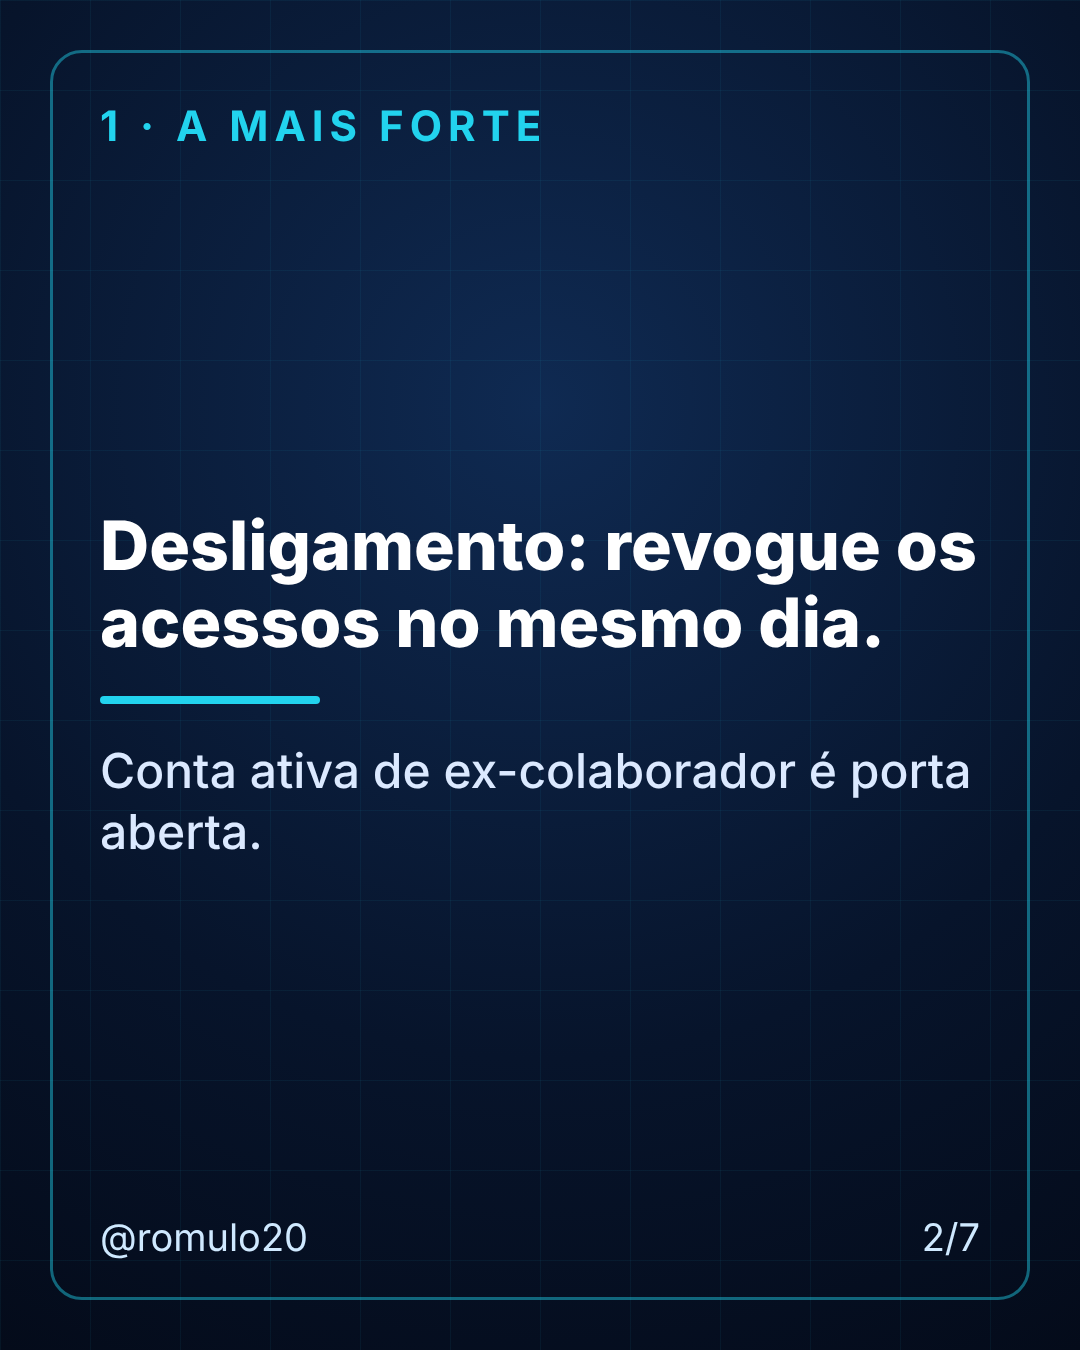 1 · A MAIS FORTE
Desligamento: revogue os
acessos no mesmo dia.
Conta ativa de ex-colaborador é porta
aberta.
@romulo20
2/7